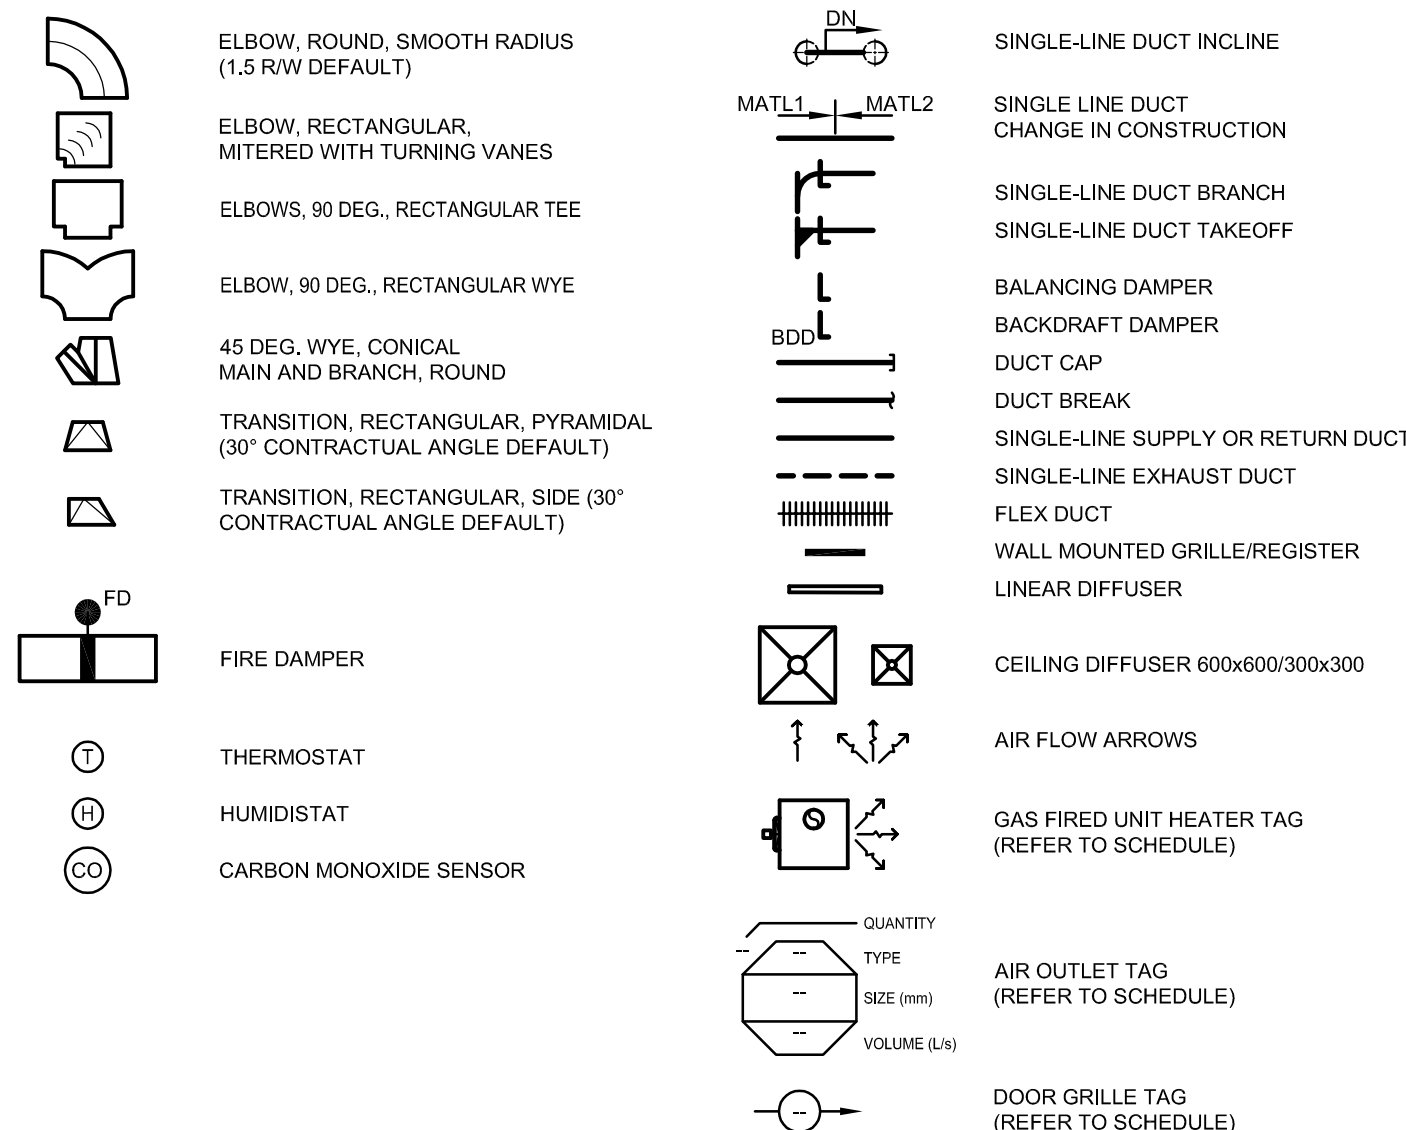 ELBOW, ROUND, SMOOTH RADIUS
(1.5 R/W DEFAULT)
ELBOW, RECTANGULAR,
MITERED WITH TURNING VANES
ELBOWS, 90 DEG., RECTANGULAR TEE
ELBOW, 90 DEG., RECTANGULAR WYE
45 DEG. WYE, CONICAL
MAIN AND BRANCH, ROUND
TRANSITION, RECTANGULAR, PYRAMIDAL
(30° CONTRACTUAL ANGLE DEFAULT)
TRANSITION, RECTANGULAR, SIDE (30°
CONTRACTUAL ANGLE DEFAULT)
FD
FIRE DAMPER
T
THERMOSTAT
H
HUMIDISTAT
CO
CARBON MONOXIDE SENSOR
DN
SINGLE-LINE DUCT INCLINE
MATL1 MATL2
SINGLE LINE DUCT
CHANGE IN CONSTRUCTION
SINGLE-LINE DUCT BRANCH
SINGLE-LINE DUCT TAKEOFF
BALANCING DAMPER
BDD
BACKDRAFT DAMPER
DUCT CAP
DUCT BREAK
SINGLE-LINE SUPPLY OR RETURN DUCT
SINGLE-LINE EXHAUST DUCT
FLEX DUCT
WALL MOUNTED GRILLE/REGISTER
LINEAR DIFFUSER
CEILING DIFFUSER 600x600/300x300
AIR FLOW ARROWS
GAS FIRED UNIT HEATER TAG
(REFER TO SCHEDULE)
QUANTITY
-- -- TYPE
-- SIZE (mm)
-- VOLUME (L/s)
AIR OUTLET TAG
(REFER TO SCHEDULE)
--
DOOR GRILLE TAG
(REFER TO SCHEDULE)